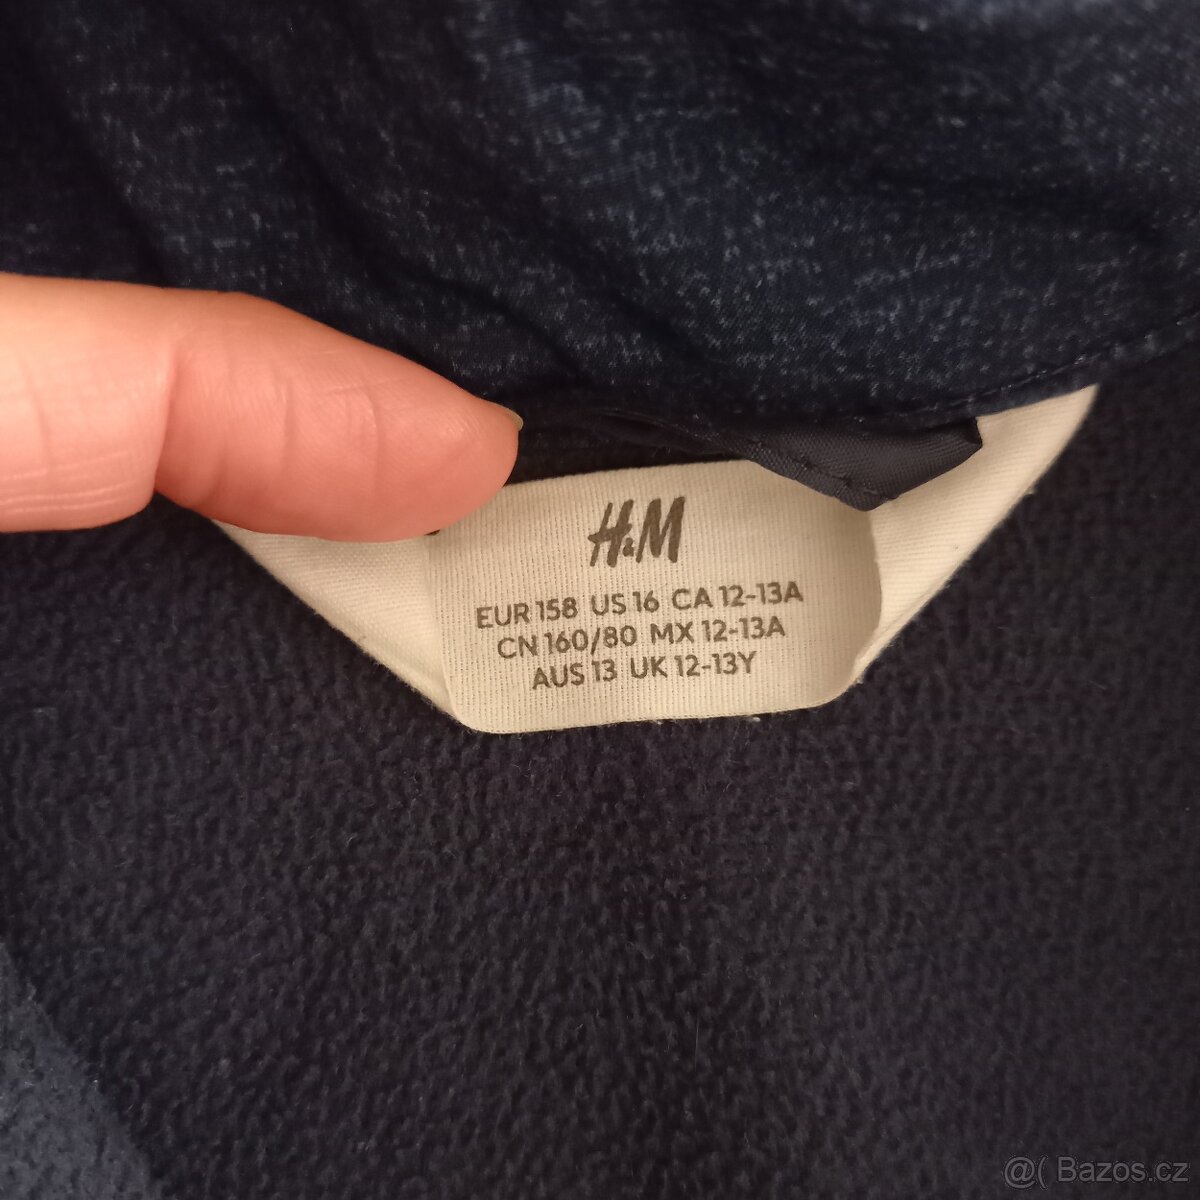 H&M
EUR 158 US 16 CA 12-13A
CN 160/80 MX 12-13A
AUS 13 UK 12-13Y
@( Bazos.cz